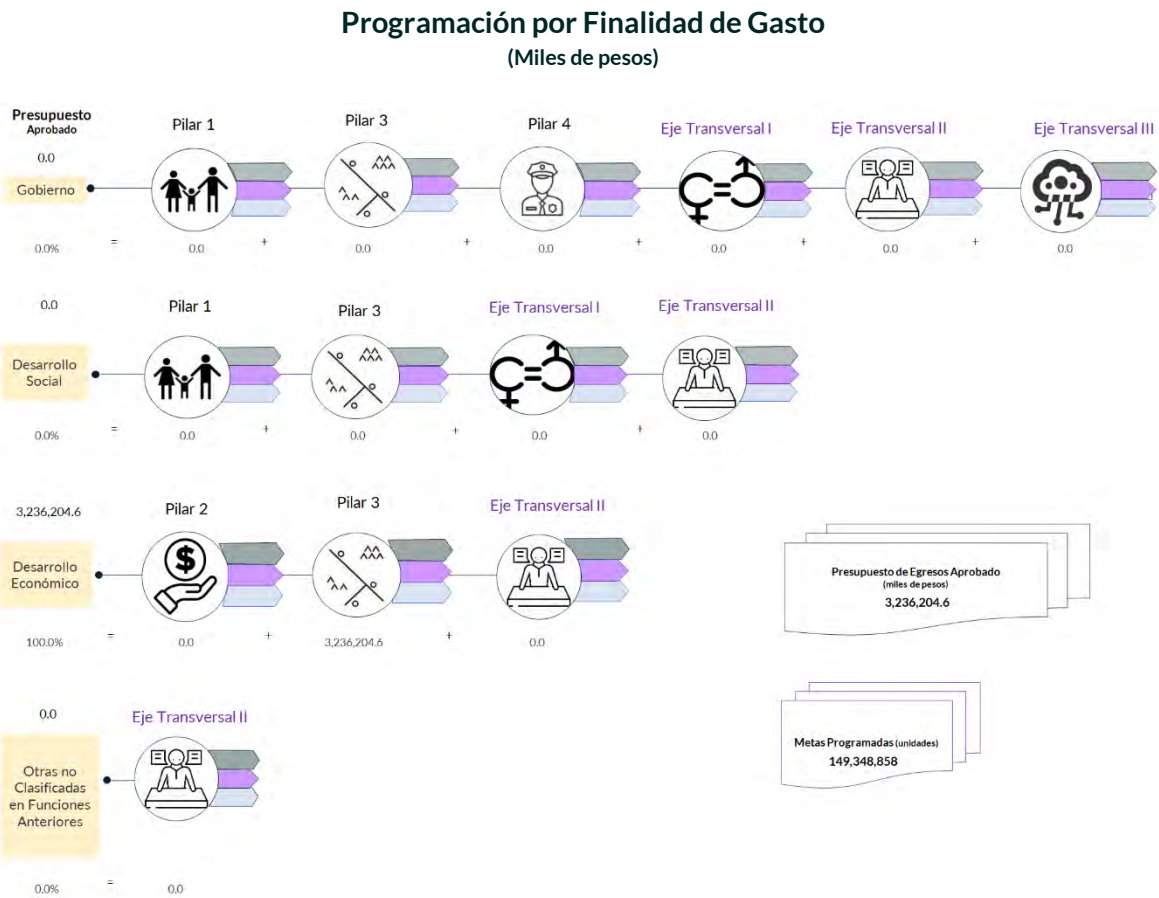 Programación por Finalidad de Gasto
(Miles de pesos)
Presupuesto
Aprobado
Pilar 1
Pilar 3
Pilar 4
Eje Transversal I
Eje Transversal II
Eje Transversal III
0.0
Gobierno
0.0% = 0.0 + 0.0 + 0.0 + 0.0 + 0.0 + 0.0
0.0
Pilar 1
Pilar 3
Eje Transversal I
Eje Transversal II
Desarrollo
Social
0.0% = 0.0 + 0.0 + 0.0 + 0.0
3,236,204.6
Pilar 2
Pilar 3
Eje Transversal II
Desarrollo
Económico
100.0% = 0.0 + 3,236,204.6 + 0.0
Presupuesto de Egresos Aprobado
(miles de pesos)
3,236,204.6
Metas Programadas (unidades)
149,348,858
0.0
Eje Transversal II
Otras no
Clasificadas
en Funciones
Anteriores
0.0% = 0.0